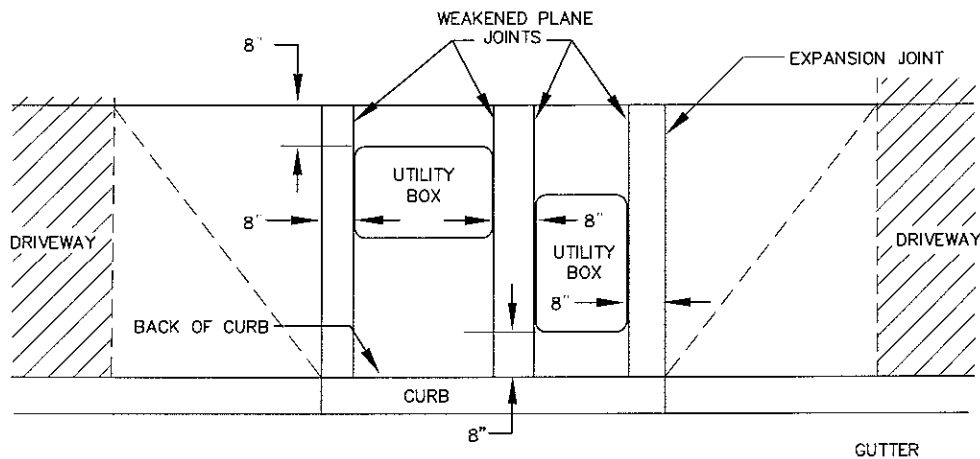 WEAKENED PLANE
JOINTS
8"
EXPANSION JOINT
UTILITY
BOX
8"
8"
DRIVEWAY
DRIVEWAY
UTILITY
BOX
8"
BACK OF CURB
CURB
8"
GUTTER